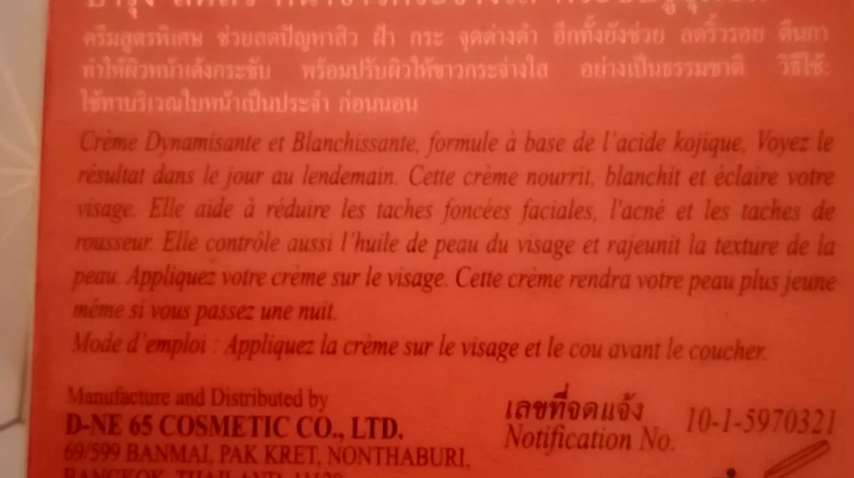 ครีมสูตรพิเศษ ช่วยลดปัญหาสิว ฝ้า กระ จุดด่างดำ อีกทั้งยังช่วย ลดริ้วรอย ตีนกา
ทำให้ผิวหน้าเต่งกระชับ พร้อมปรับผิวให้ขาวกระจ่างใส อย่างเป็นธรรมชาติ วิธีใช้:
ใช้ทาบริเวณใบหน้าเป็นประจำ ก่อนนอน
Crème Dynamisante et Blanchissante, formule à base de l'acide kojique, Voyez le
résultat dans le jour au lendemain. Cette crème nourrit, blanchit et éclaire votre
visage. Elle aide à réduire les taches foncées faciales, l'acné et les taches de
rousseur. Elle contrôle aussi l'huile de peau du visage et rajeunit la texture de la
peau. Appliquez votre crème sur le visage. Cette crème rendra votre peau plus jeune
même si vous passez une nuit.
Mode d'emploi : Appliquez la crème sur le visage et le cou avant le coucher.
Manufacture and Distributed by
D-NE 65 COSMETIC CO., LTD.
69/599 BANMAI, PAK KRET, NONTHABURI,
BANGKOK, THAILAND
เลขที่จดแจ้ง
Notification No. 10-1-5970321